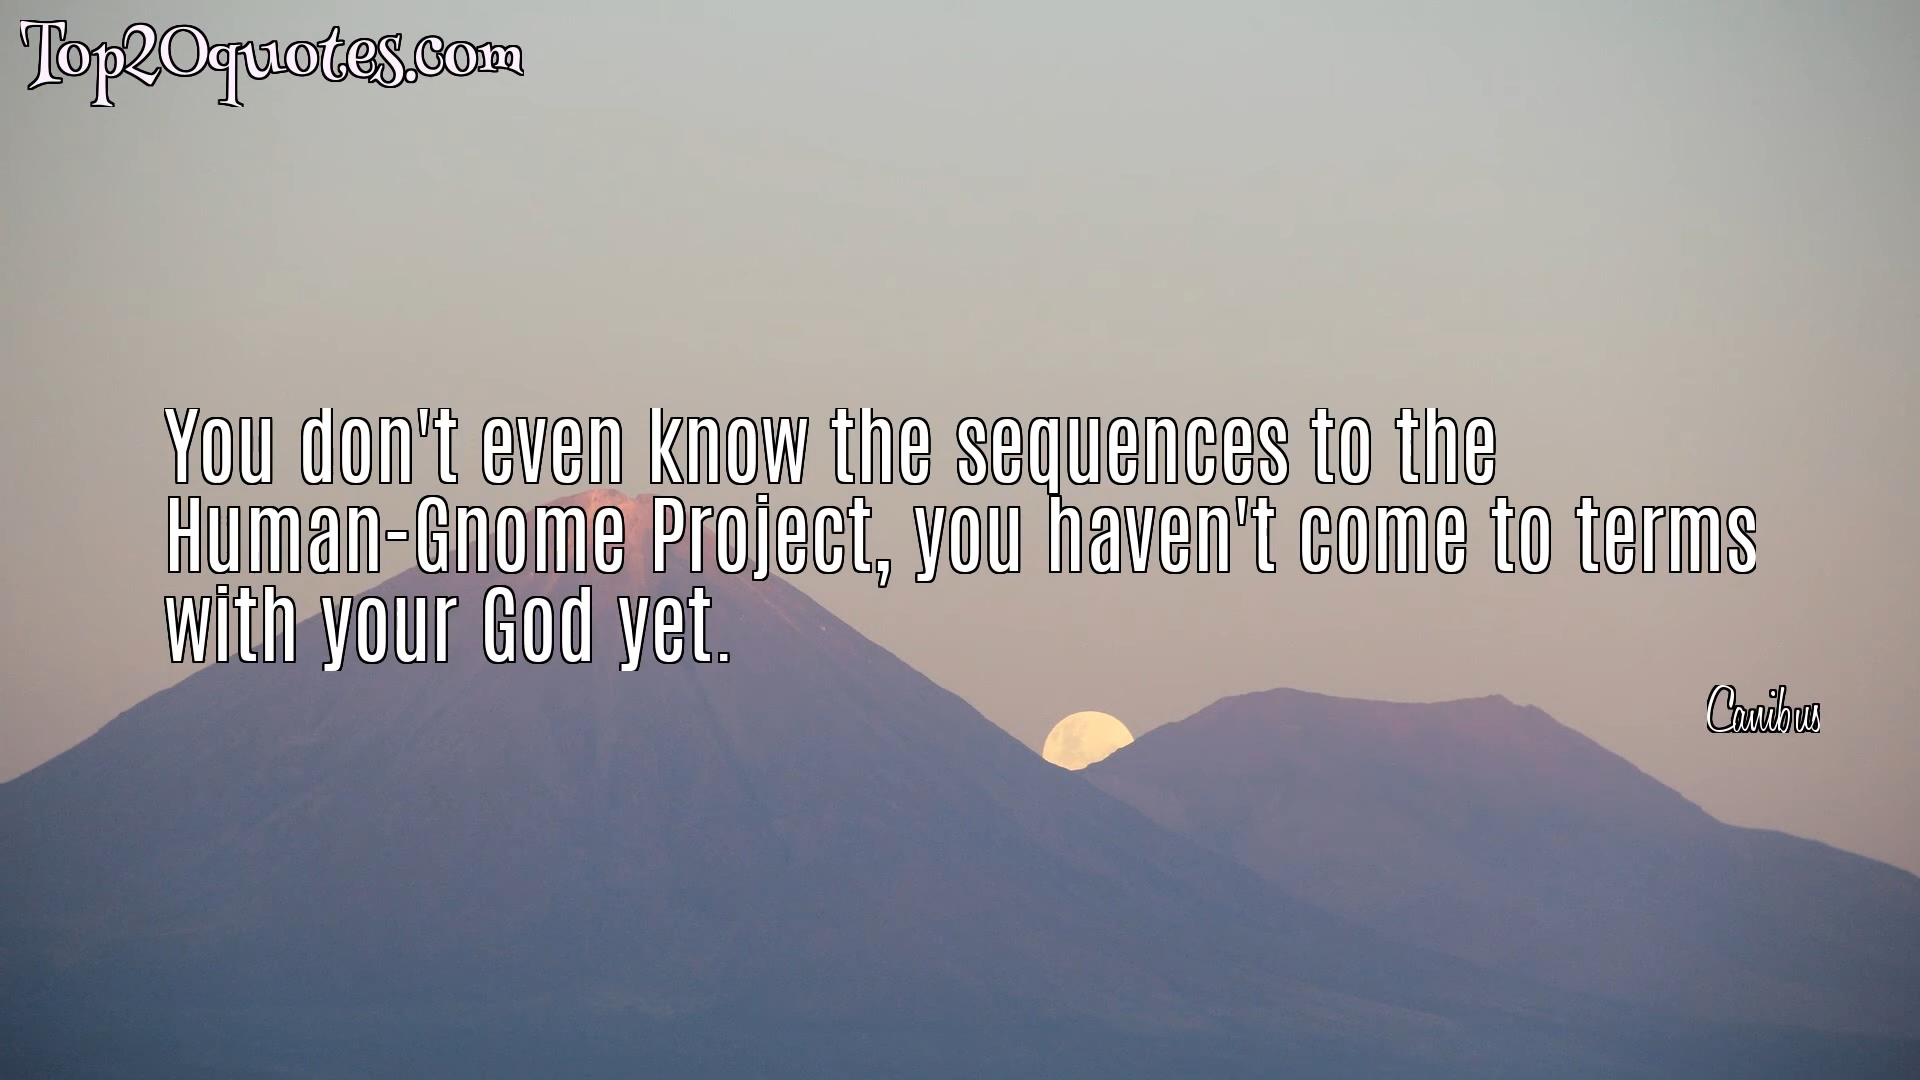 Top20quotes.com
You don't even know the sequences to the
Human-Gnome Project, you haven't come to terms
with your God yet.
Canibus